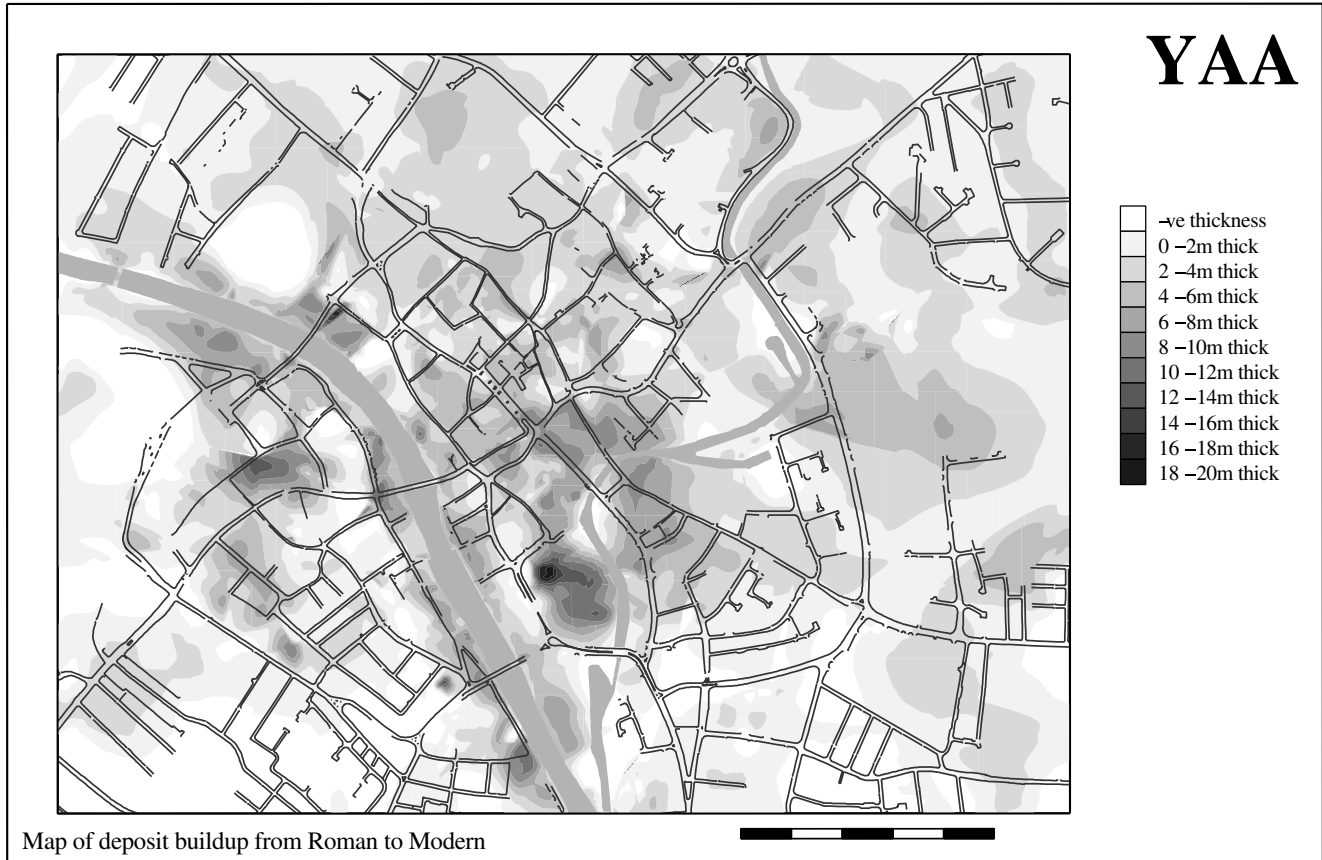 YAA
–ve thickness
0 –2m thick
2 –4m thick
4 –6m thick
6 –8m thick
8 –10m thick
10 –12m thick
12 –14m thick
14 –16m thick
16 –18m thick
18 –20m thick
Map of deposit buildup from Roman to Modern